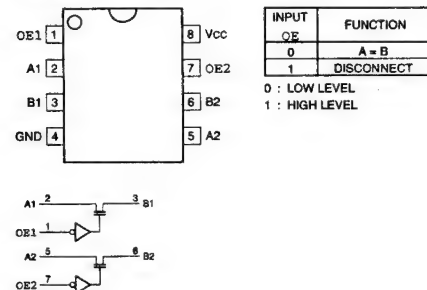 OE1 1
8 Vcc
A1 2
7 OE2
B1 3
6 B2
GND 4
5 A2
INPUT OE FUNCTION
0 A = B
1 DISCONNECT
0 : LOW LEVEL
1 : HIGH LEVEL
A1 2 3 B1
OE1 1
A2 5 6 B2
OE2 7